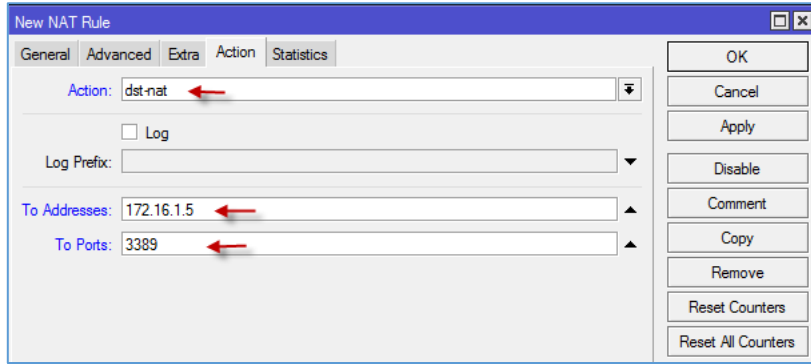 New NAT Rule
General Advanced Extra Action Statistics
Action: dst-nat
Log
Log Prefix:
To Addresses: 172.16.1.5
To Ports: 3389
OK
Cancel
Apply
Disable
Comment
Copy
Remove
Reset Counters
Reset All Counters